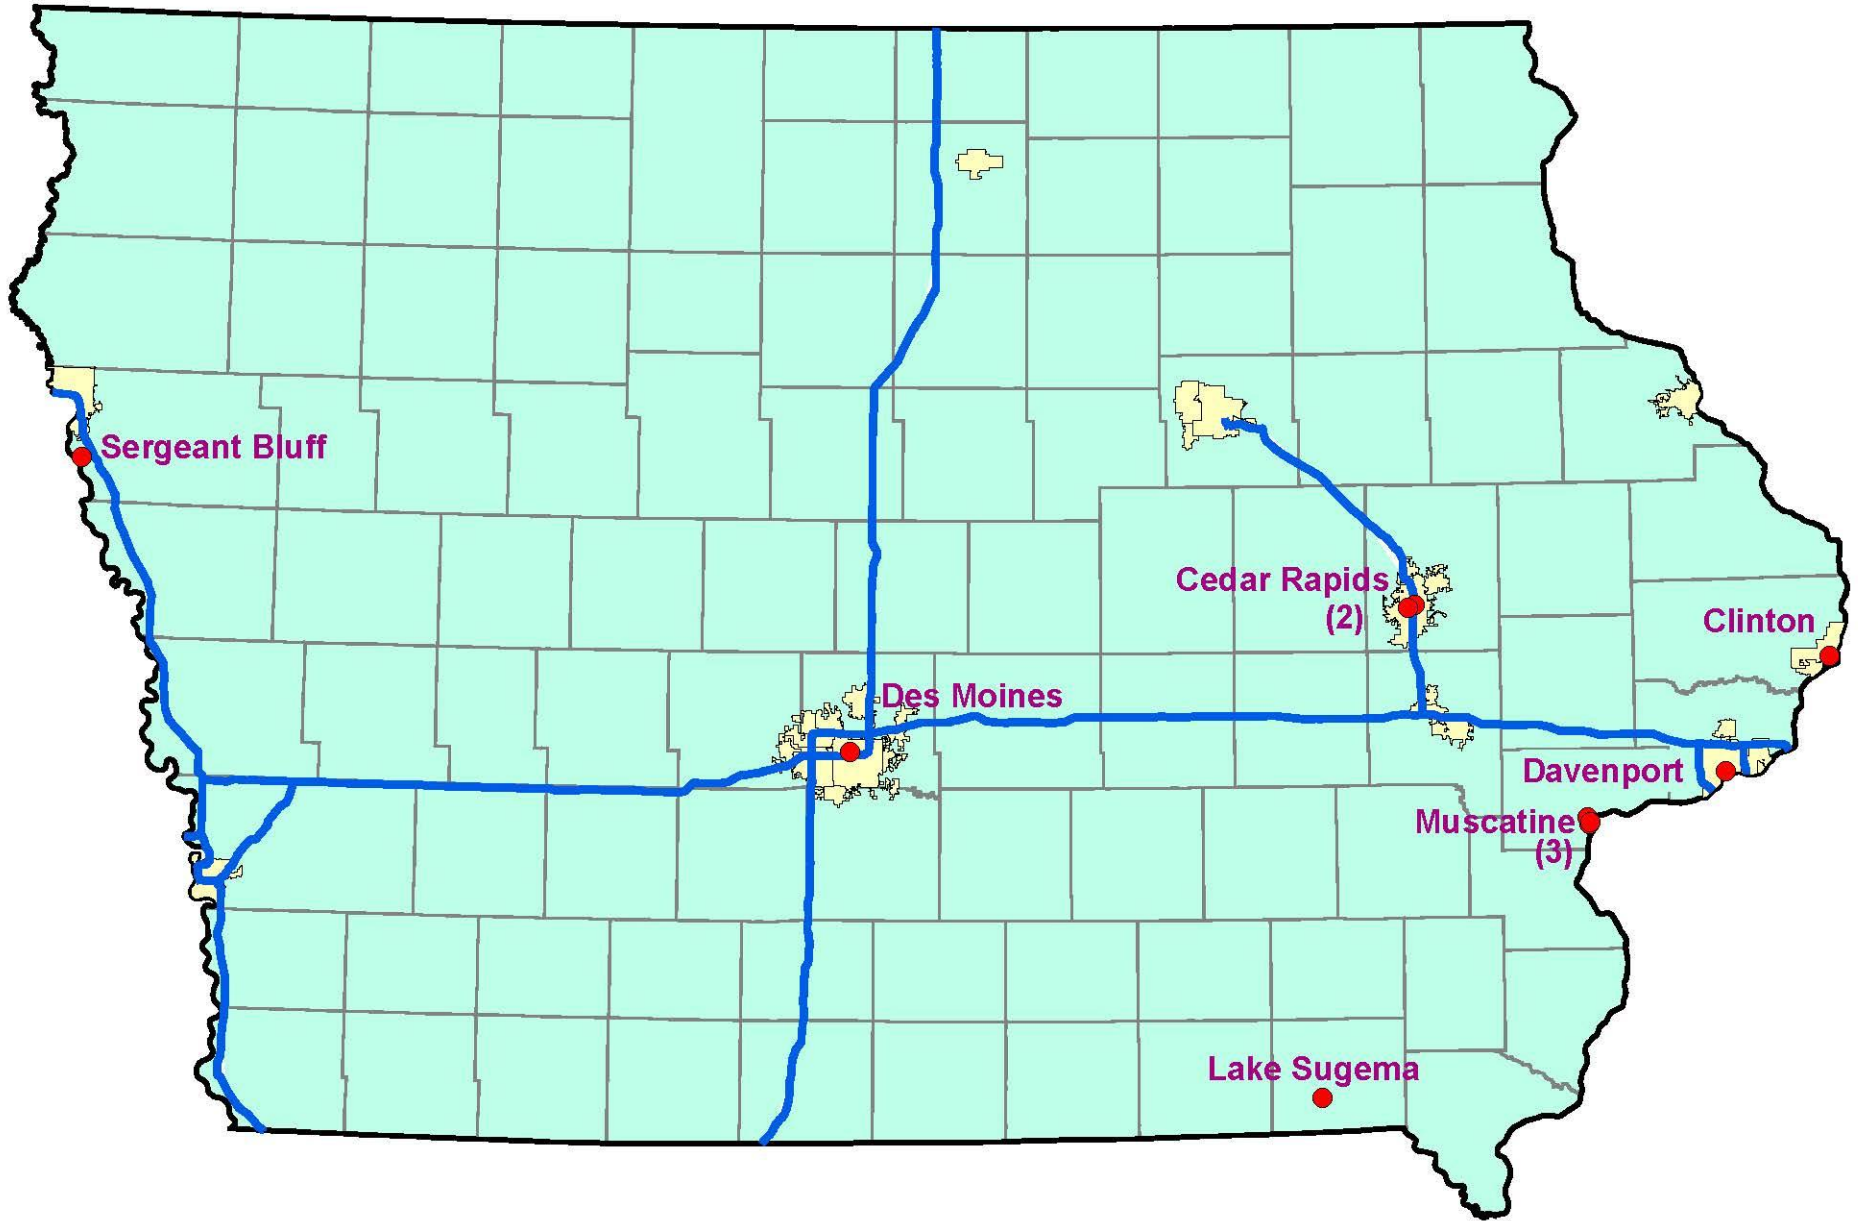 Sergeant Bluff
Cedar Rapids
(2)
Clinton
Des Moines
Davenport
Muscatine
(3)
Lake Sugema